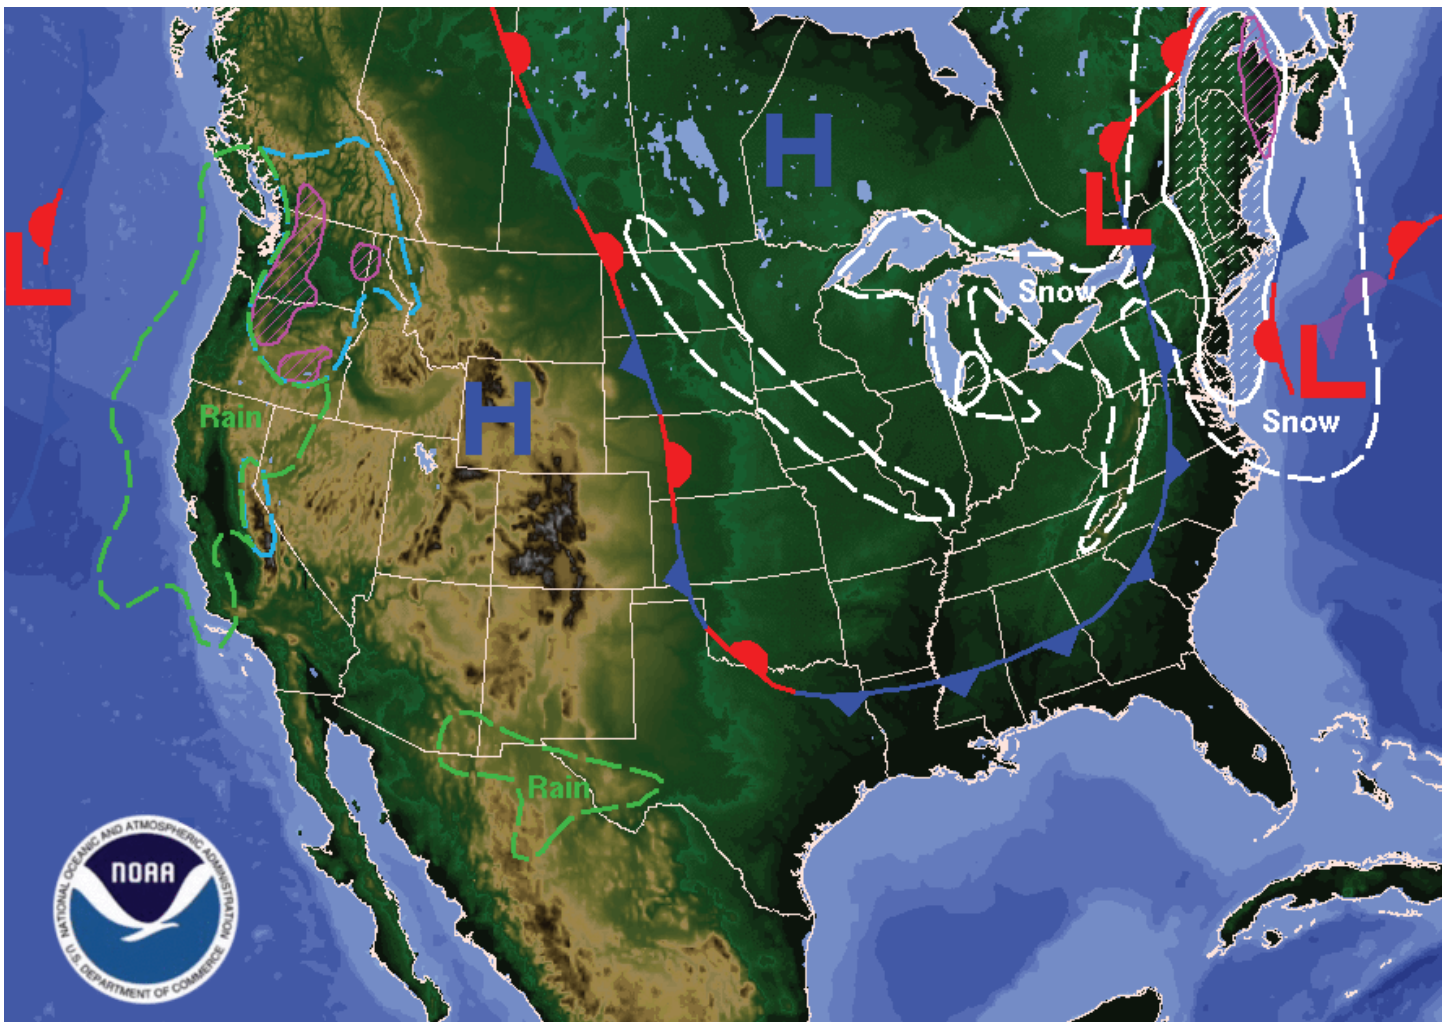 H
L
L
Snow
L
L
Snow
H
Rain
Rain
NATIONAL OCEANIC AND ATMOSPHERIC ADMINISTRATION
NOAA
U.S. DEPARTMENT OF COMMERCE